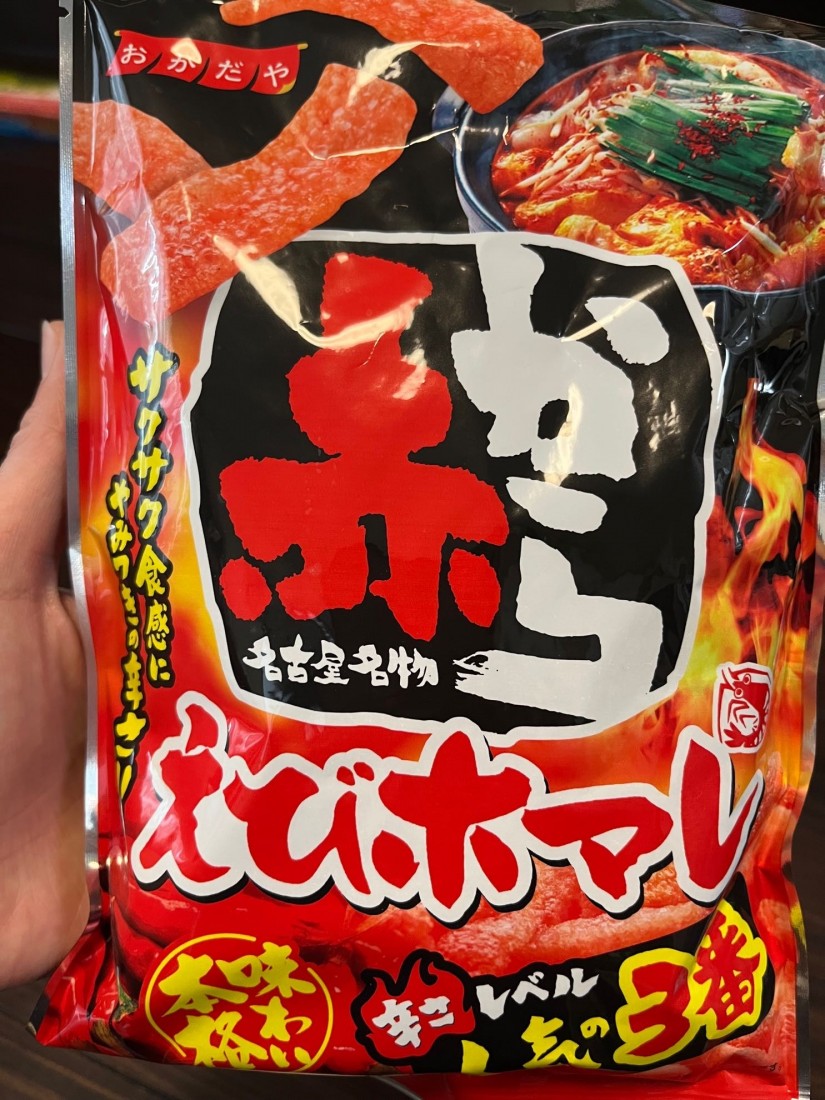 おかだや
赤から
名古屋名物
サクサク食感に
やみつきの辛さ!
えびホマレ
本格
味わい
辛さレベル
人気の3番